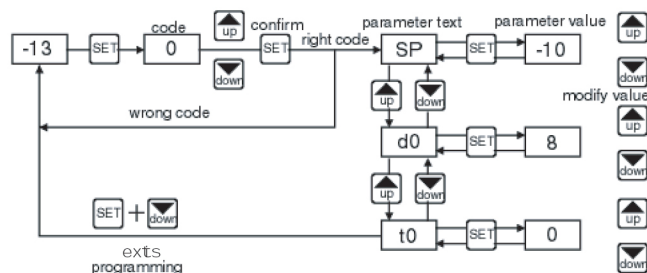 parameter text
parameter value
code
up
confirm
right code
up
-13
SET
0
SET
SP
SET
-10
down
down
modify value
wrong code
up
down
up
d0
SET
8
up
down
down
SET + down
up
t0
SET
0
exts
programming
down